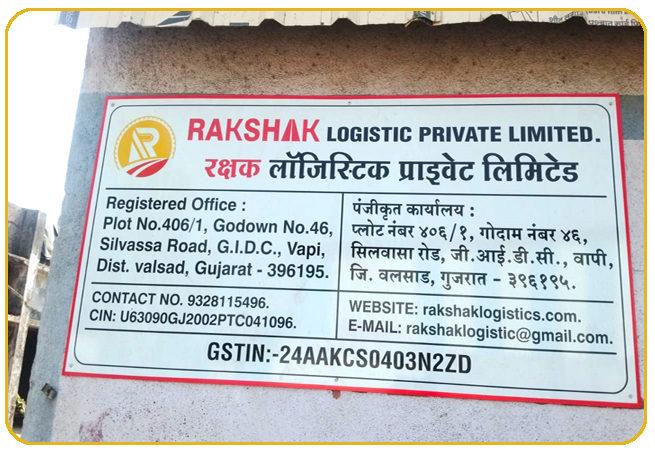 RAKSHAK LOGISTIC PRIVATE LIMITED.
रक्षक लॉजिस्टिक प्राइवेट लिमिटेड
Registered Office :
Plot No.406/1, Godown No.46,
Silvassa Road, G.I.D.C., Vapi,
Dist. valsad, Gujarat - 396195.
पंजीकृत कार्यालय :
प्लोट नंबर ४०६/१, गोदाम नंबर ४६,
सिलवासा रोड, जी.आई.डी.सी., वापी,
जि. वलसाड, गुजरात - ३९६१९५.
CONTACT NO. 9328115496.
CIN: U63090GJ2002PTC041096.
WEBSITE: rakshaklogistics.com.
E-MAIL: rakshaklogistic@gmail.com.
GSTIN:-24AAKCS0403N2ZD